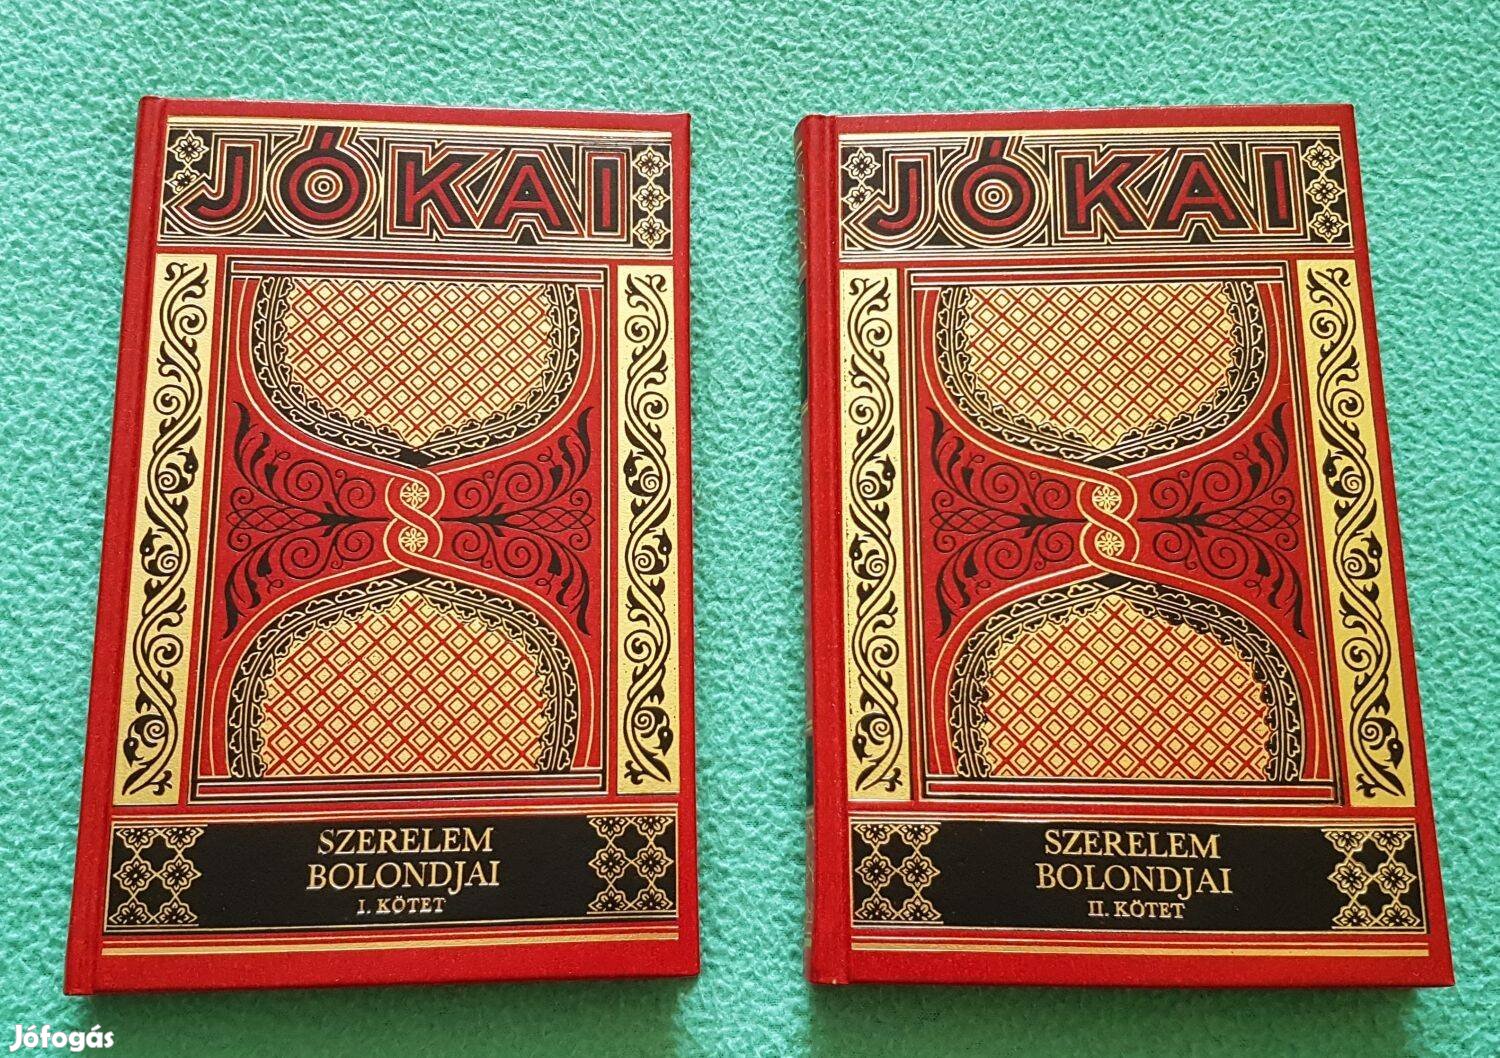 JÓKAI
SZERELEM
BOLONDJAI
I. KÖTET
JÓKAI
SZERELEM
BOLONDJAI
II. KÖTET
Jófogás